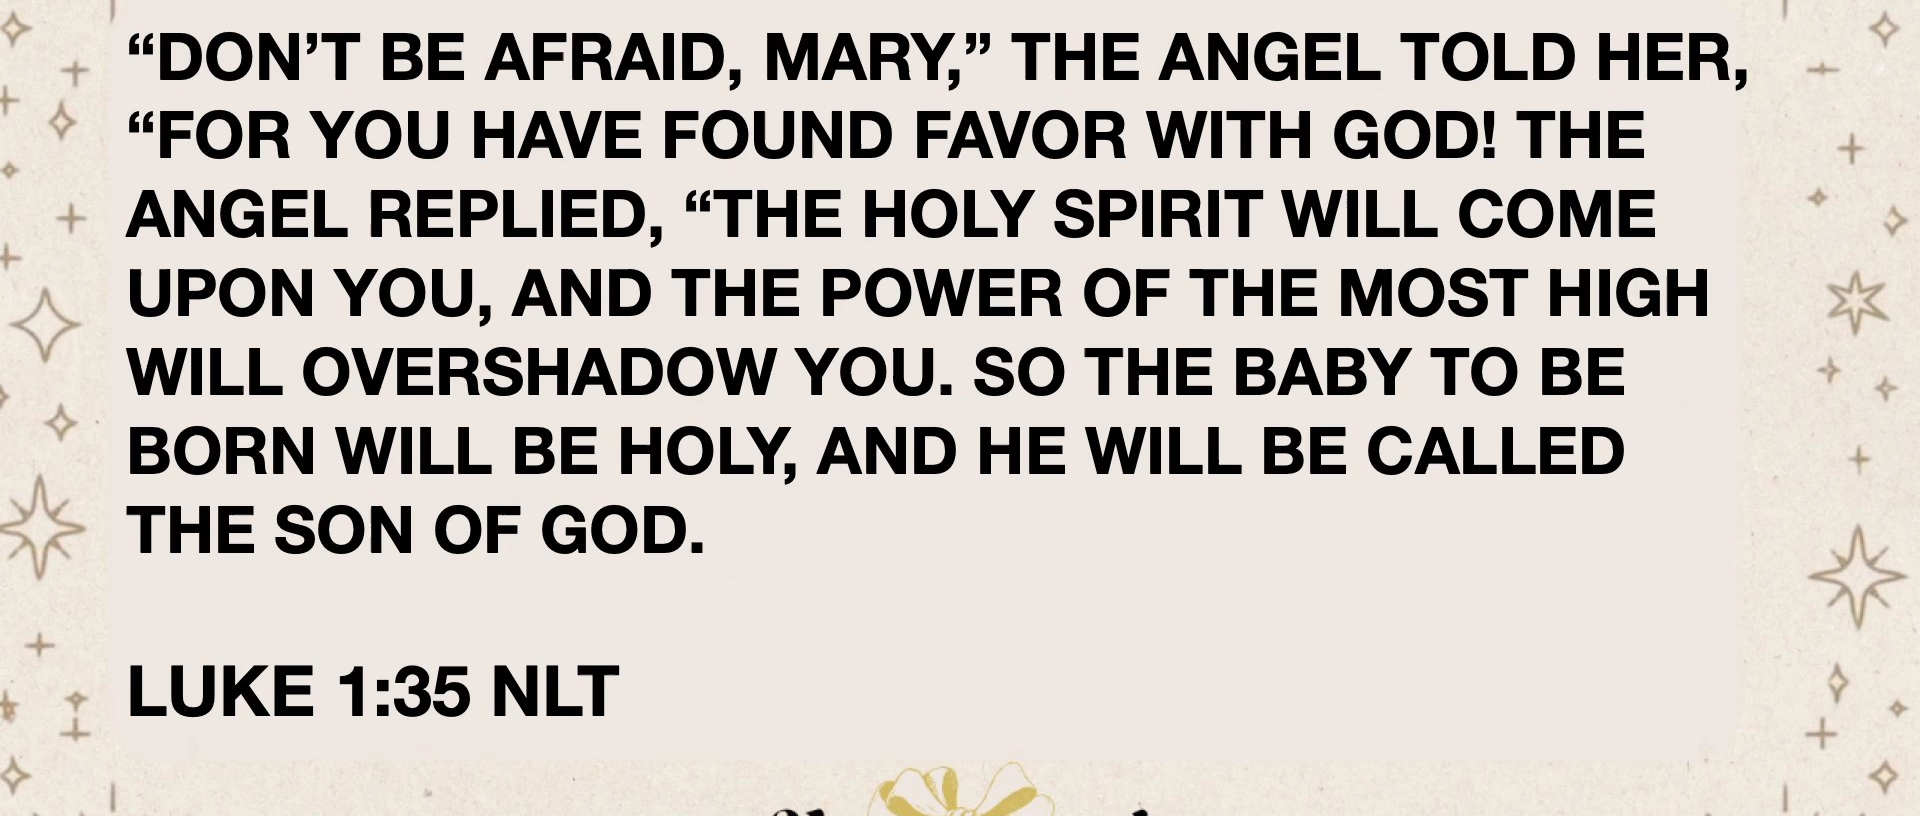 “DON’T BE AFRAID, MARY,” THE ANGEL TOLD HER,
“FOR YOU HAVE FOUND FAVOR WITH GOD! THE
ANGEL REPLIED, “THE HOLY SPIRIT WILL COME
UPON YOU, AND THE POWER OF THE MOST HIGH
WILL OVERSHADOW YOU. SO THE BABY TO BE
BORN WILL BE HOLY, AND HE WILL BE CALLED
THE SON OF GOD.
LUKE 1:35 NLT